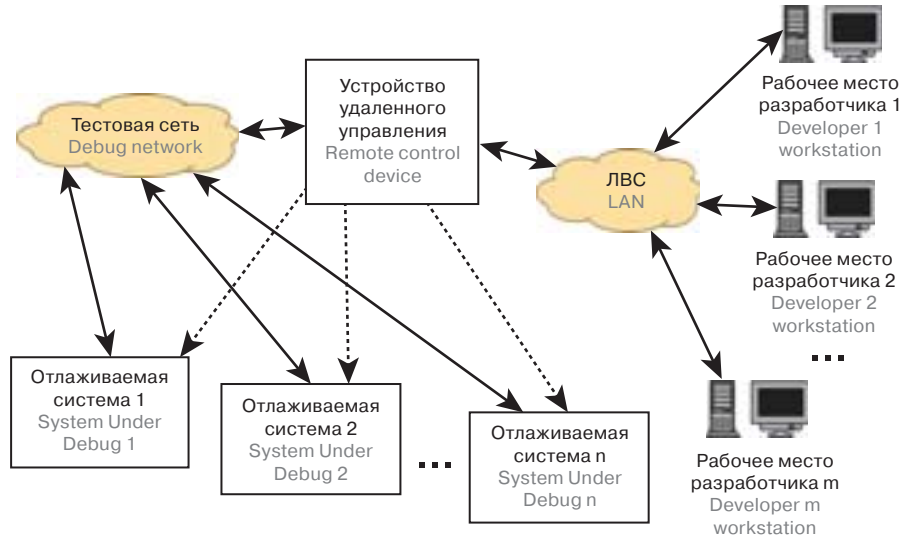 Тестовая сеть
Debug network
Устройство
удаленного
управления
Remote control
device
ЛВС
LAN
Рабочее место
разработчика 1
Developer 1
workstation
Рабочее место
разработчика 2
Developer 2
workstation
...
Рабочее место
разработчика m
Developer m
workstation
Отлаживаемая
система 1
System Under
Debug 1
Отлаживаемая
система 2
System Under
Debug 2
...
Отлаживаемая
система n
System Under
Debug n